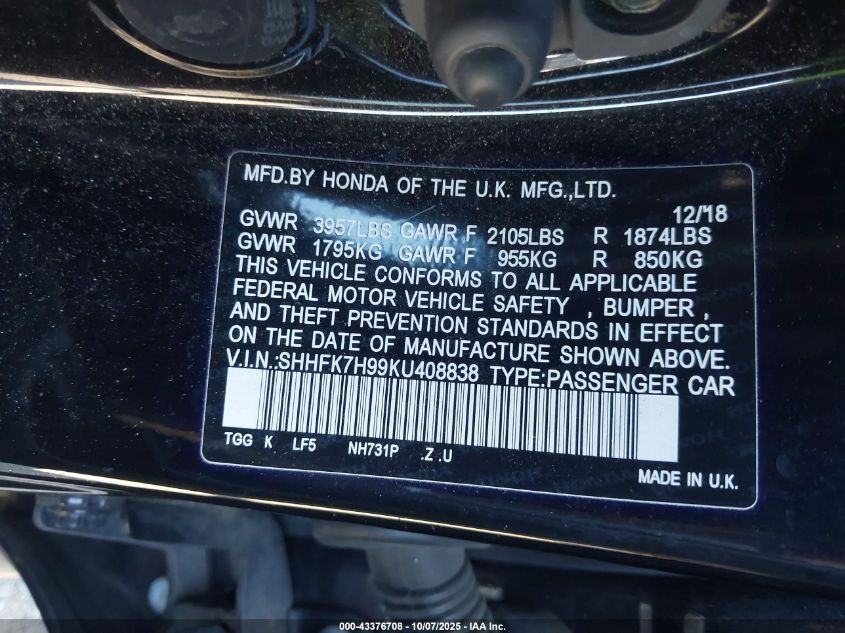 MFD.BY HONDA OF THE U.K. MFG.,LTD.
12/18
GVWR 3957LBS GAWR F 2105LBS R 1874LBS
GVWR 1795KG GAWR F 955KG R 850KG
THIS VEHICLE CONFORMS TO ALL APPLICABLE
FEDERAL MOTOR VEHICLE SAFETY , BUMPER ,
AND THEFT PREVENTION STANDARDS IN EFFECT
ON THE DATE OF MANUFACTURE SHOWN ABOVE.
V.I.N.:SHHFK7H99KU408838 TYPE:PASSENGER CAR
TGG K LF5 NH731P .Z .U
MADE IN U.K.
000-43376708 - 10/07/2025 - IAA Inc.